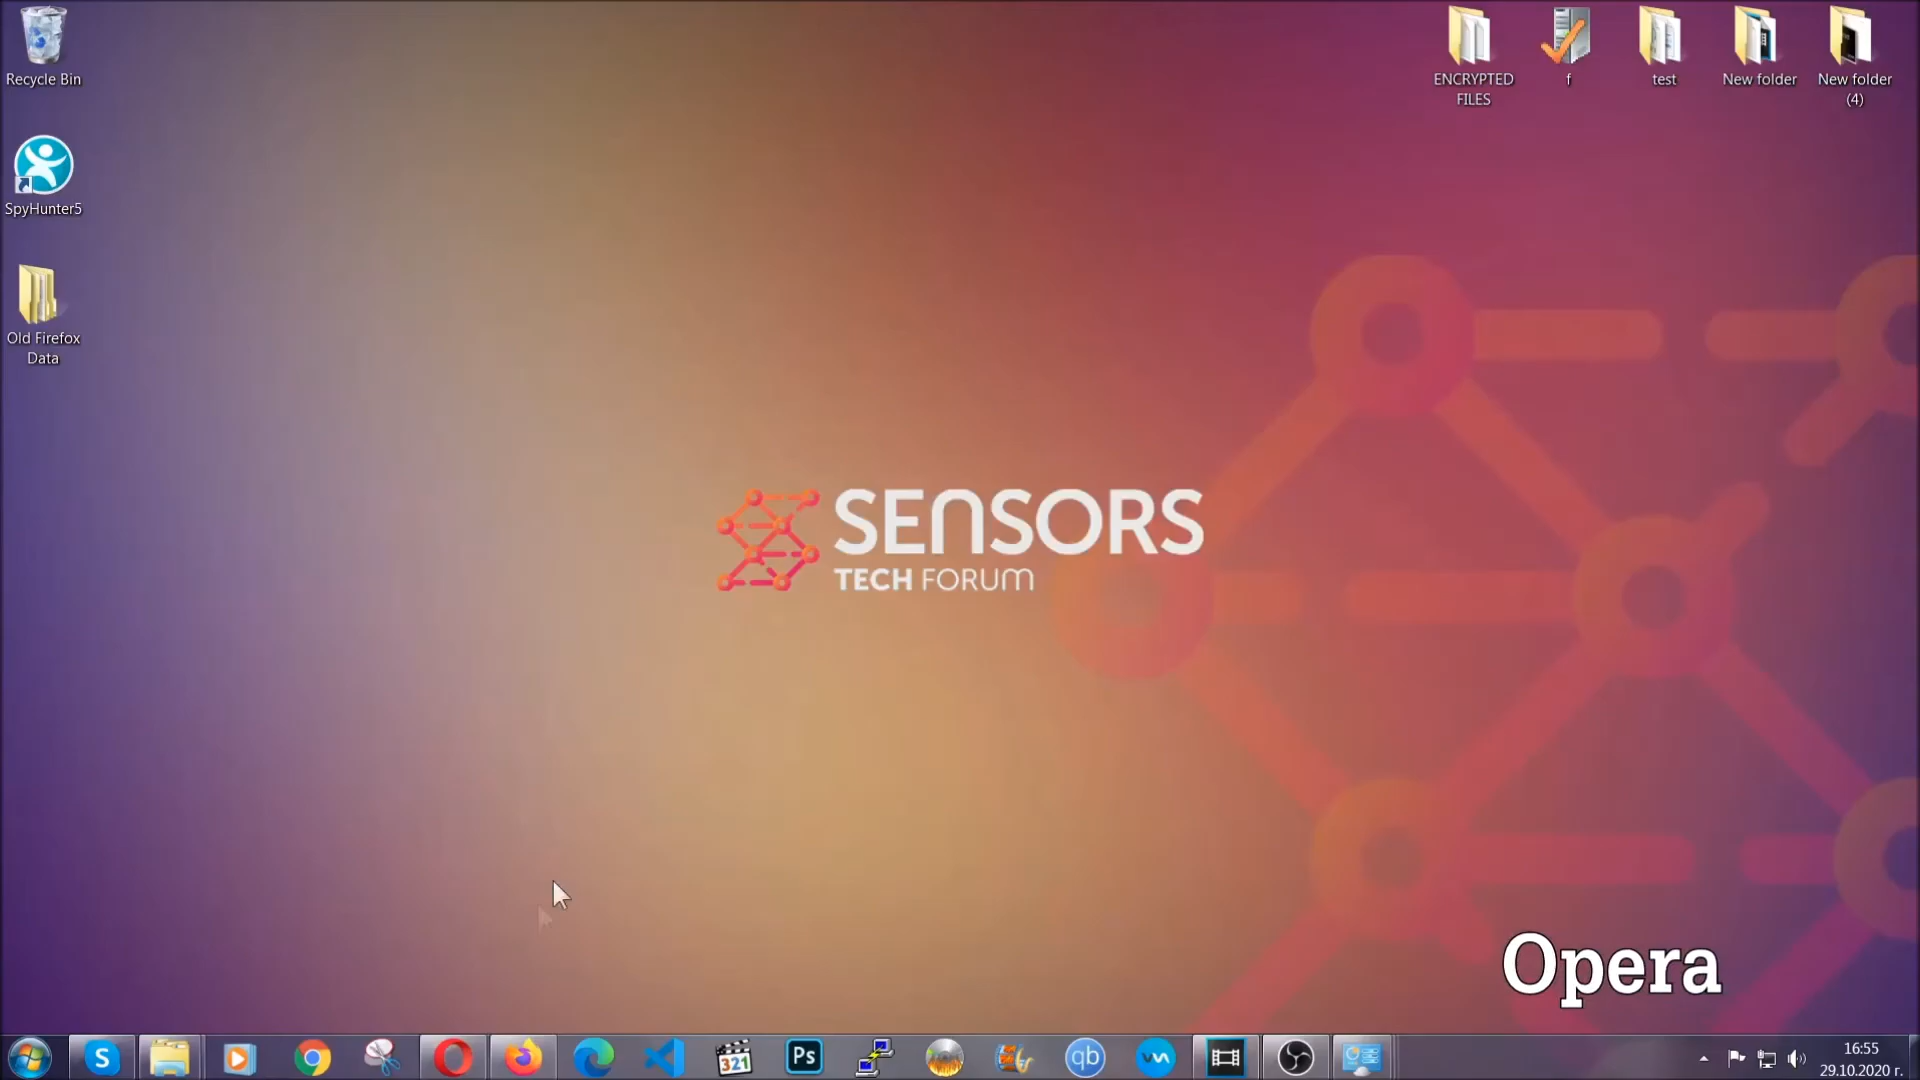 Recycle Bin
SpyHunter5
Old Firefox
Data
ENCRYPTED
FILES
f
test
New folder
New folder
(4)
SENSORS
TECH FORUM
Opera
S
321
Ps
qb
16:55
29.10.2020 г.